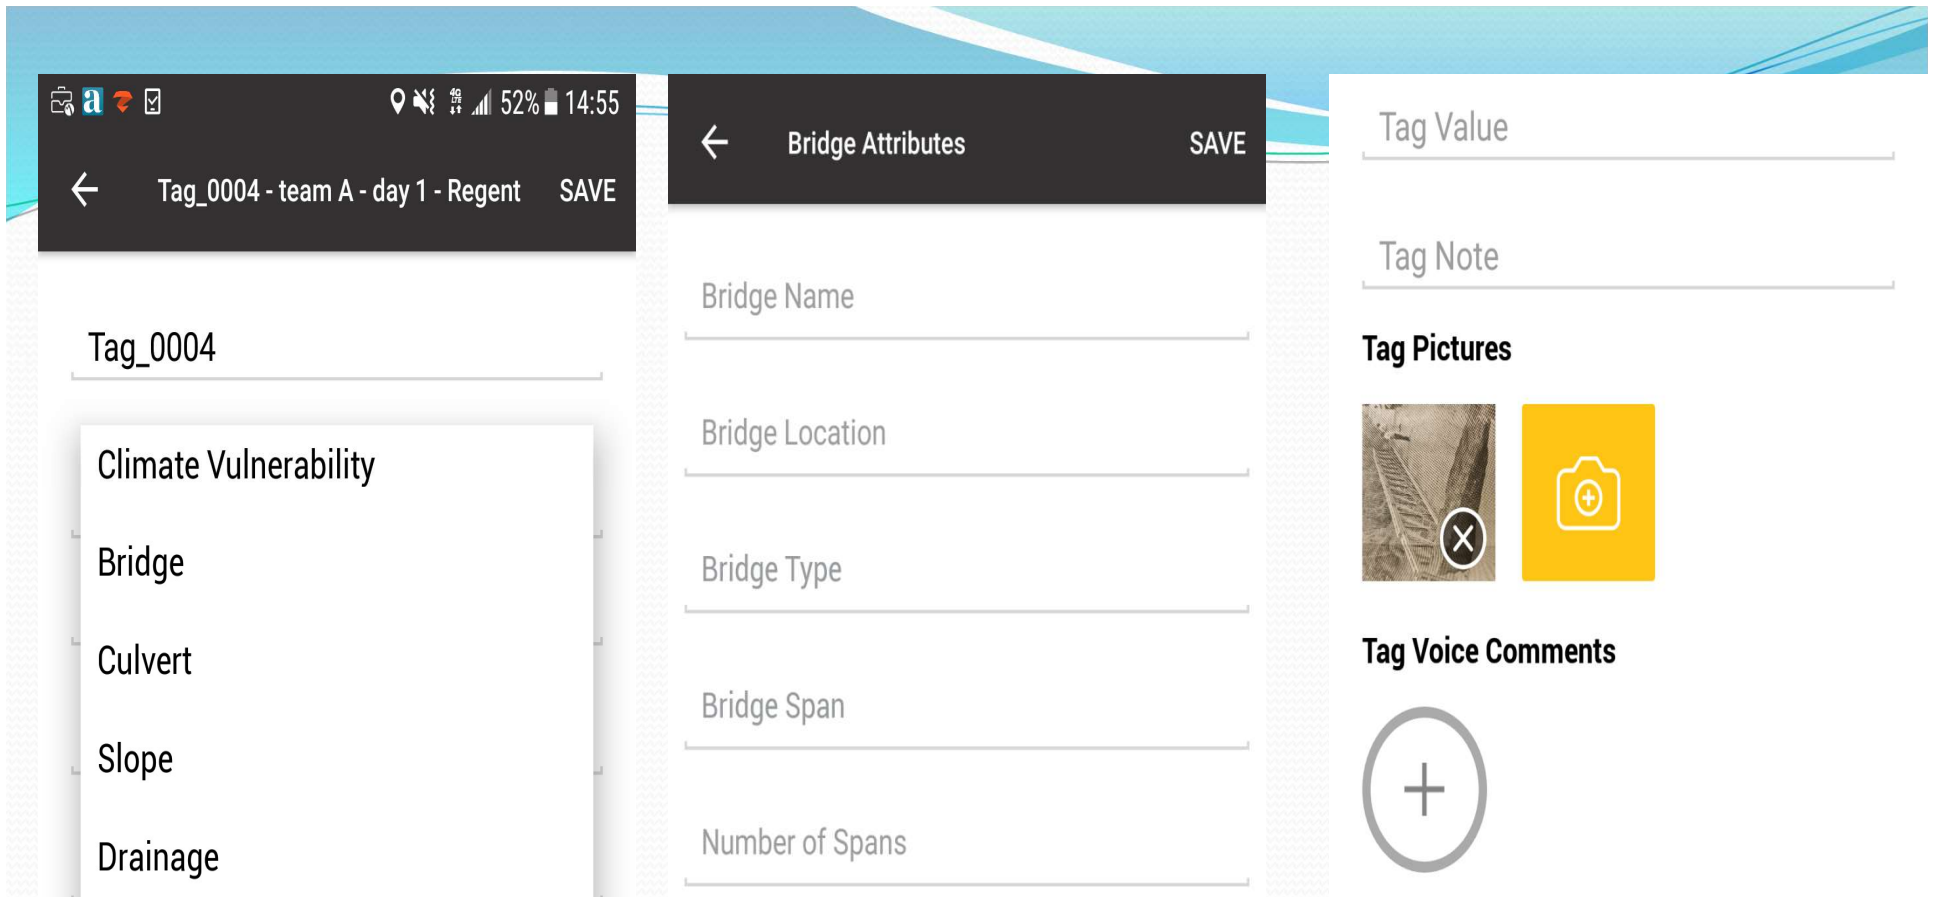 a
4G
52% 14:55
Tag_0004 - team A - day 1 - Regent SAVE
Tag_0004
Climate Vulnerability
Bridge
Culvert
Slope
Drainage
Bridge Attributes SAVE
Bridge Name
Bridge Location
Bridge Type
Bridge Span
Number of Spans
Tag Value
Tag Note
Tag Pictures
Tag Voice Comments